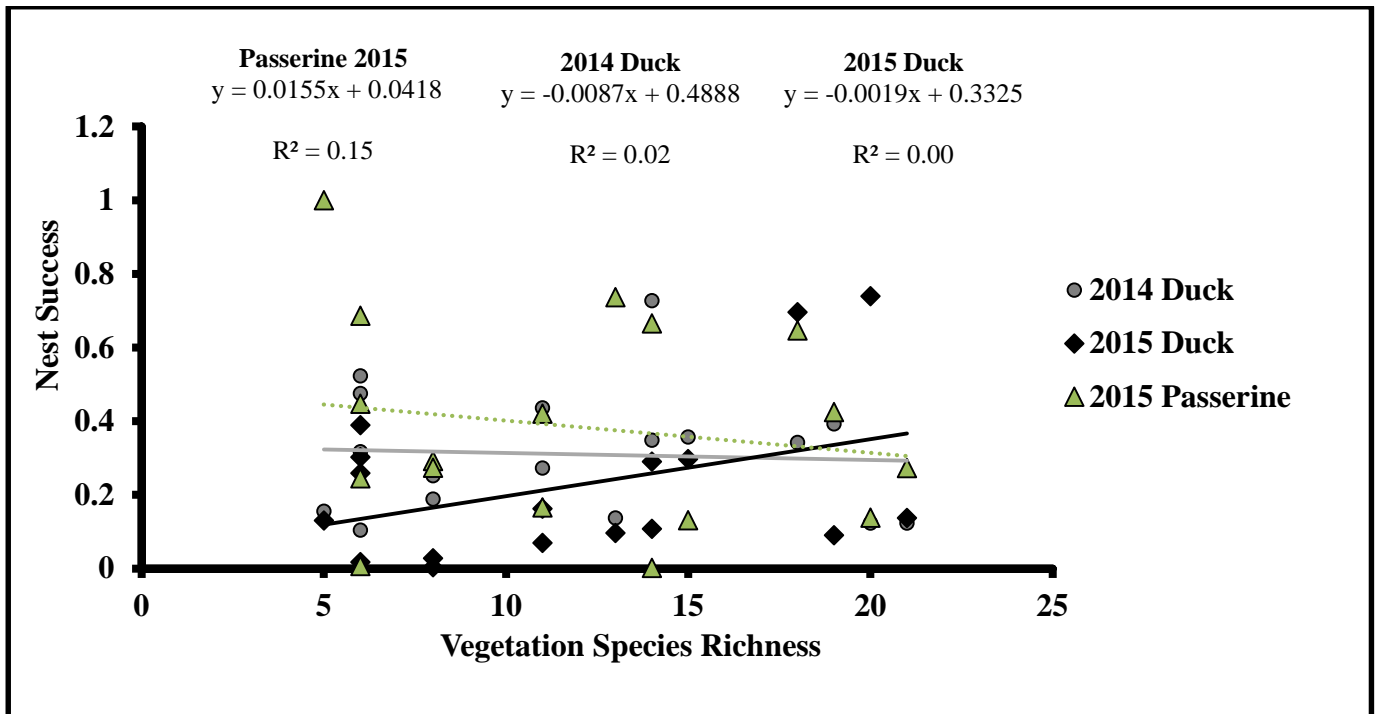 Passerine 2015
y = 0.0155x + 0.0418
R² = 0.15
2014 Duck
y = -0.0087x + 0.4888
R² = 0.02
2015 Duck
y = -0.0019x + 0.3325
R² = 0.00
1.2
1
0.8
0.6
0.4
0.2
0
Nest Success
0 5 10 15 20 25
Vegetation Species Richness
2014 Duck
2015 Duck
2015 Passerine